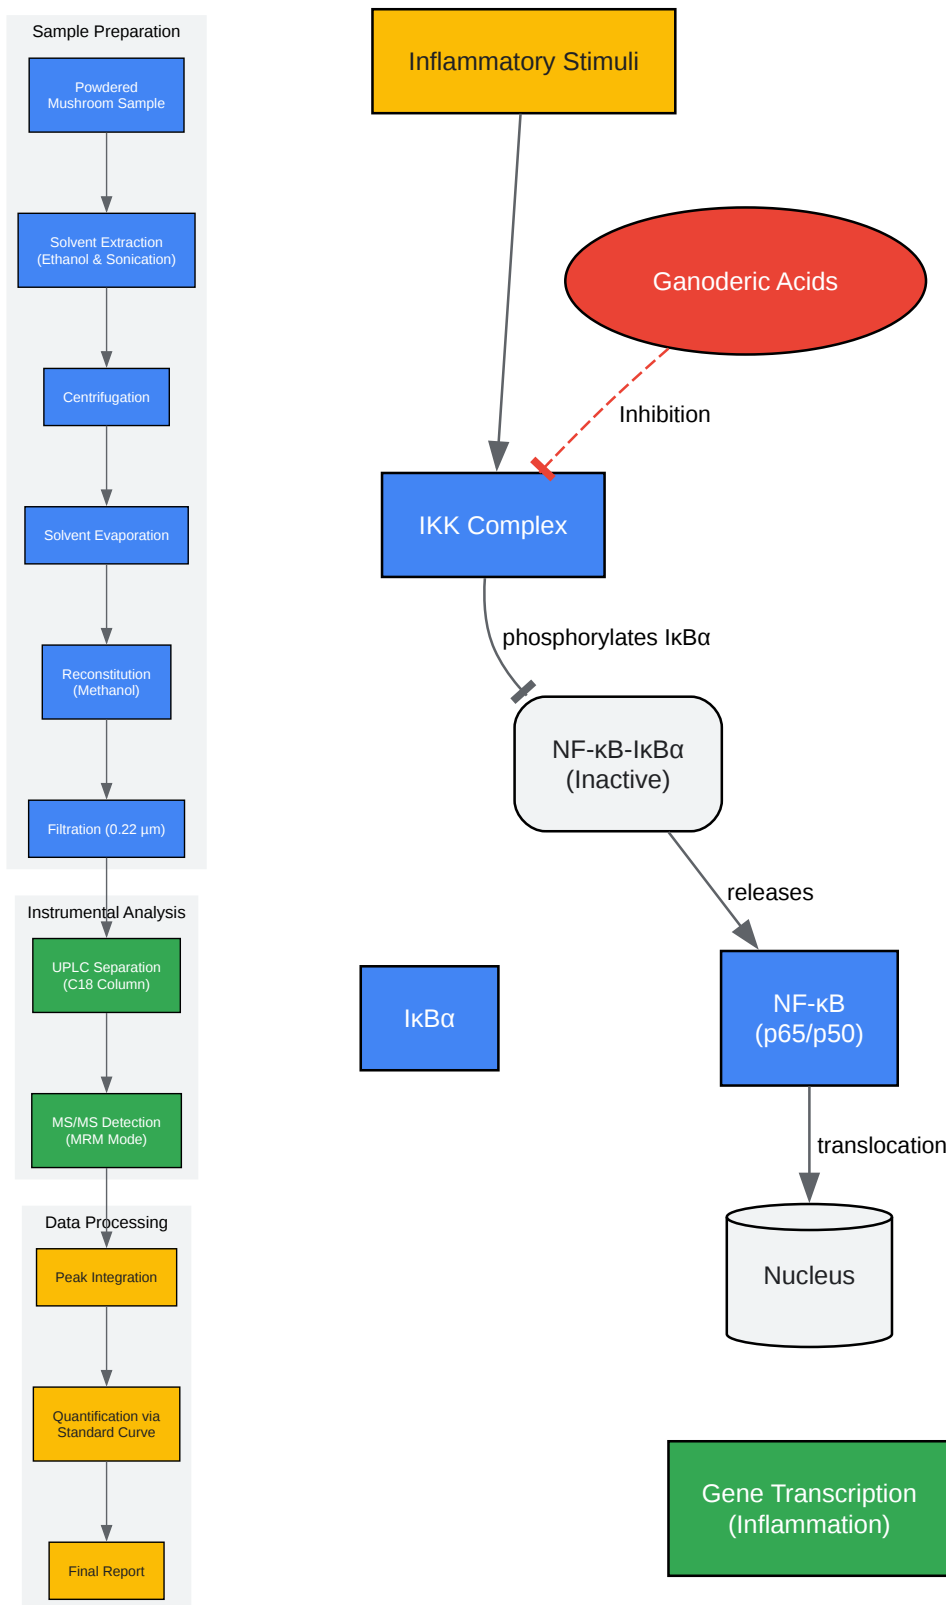 Sample Preparation
Powdered
Mushroom Sample
Solvent Extraction
(Ethanol & Sonication)
Centrifugation
Solvent Evaporation
Reconstitution
(Methanol)
Filtration (0.22 µm)
Instrumental Analysis
UPLC Separation
(C18 Column)
MS/MS Detection
(MRM Mode)
Data Processing
Peak Integration
Quantification via
Standard Curve
Final Report
Inflammatory Stimuli
Ganoderic Acids
Inhibition
IKK Complex
phosphorylates IκBα
NF-κB-IκBα
(Inactive)
releases
IκBα
NF-κB
(p65/p50)
translocation
Nucleus
Gene Transcription
(Inflammation)